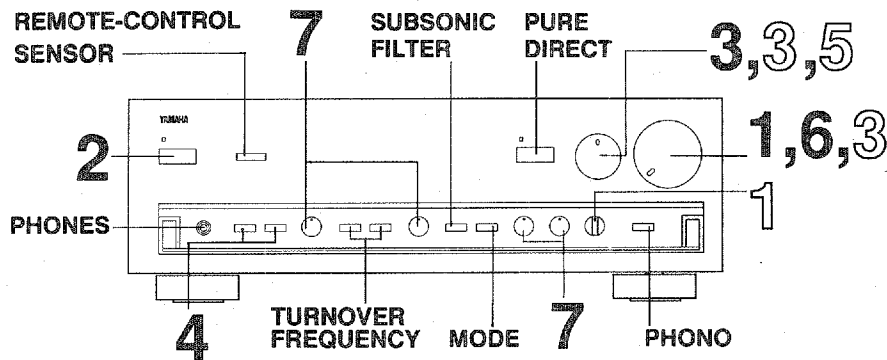 REMOTE-CONTROL
SENSOR
7
SUBSONIC
FILTER
PURE
DIRECT
3,3,5
YAMAHA
2
1,6,3
1
PHONES
4
TURNOVER
FREQUENCY
MODE
7
PHONO